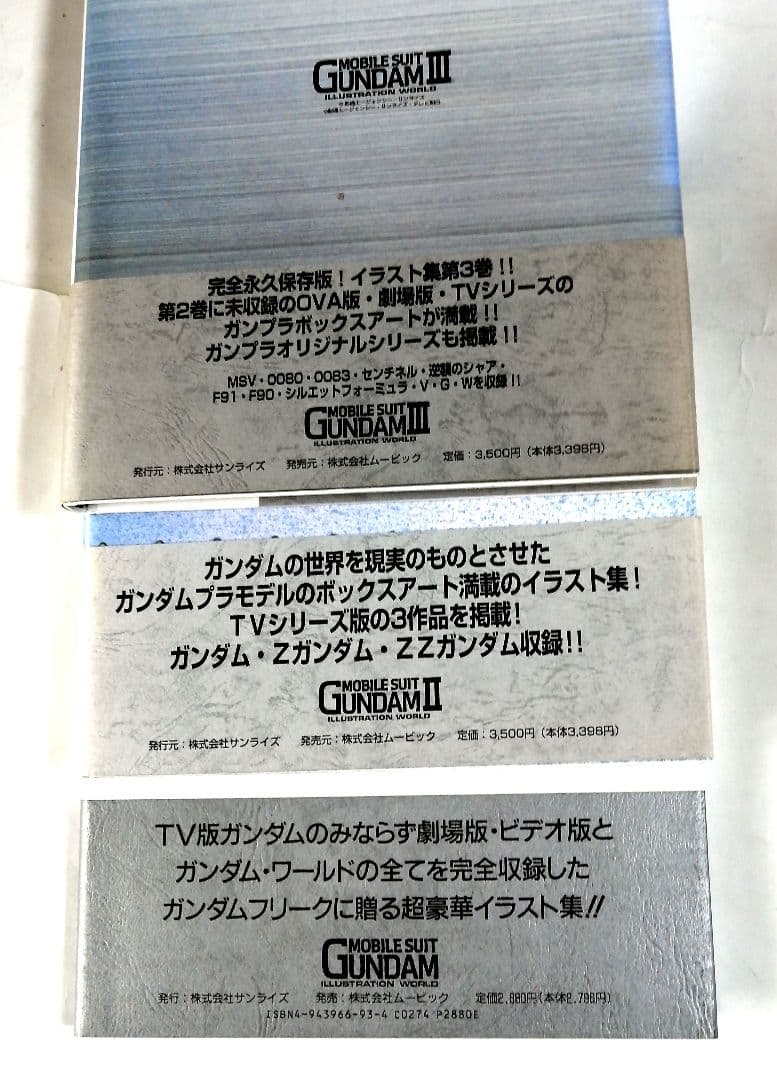 MOBILE SUIT
GUNDAM III
ILLUSTRATION WORLD
完全永久保存版！イラスト集第3巻！！
第2巻に未収録のOVA版・劇場版・TVシリーズの
ガンプラボックスアートが満載！！
ガンプラオリジナルシリーズも掲載！！
MSV・0080・0083・センチネル・逆襲のシャア・
F91・F90・シルエットフォーミュラ・V・G・Wを収録！！
MOBILE SUIT
GUNDAM III
ILLUSTRATION WORLD
発行元：株式会社サンライズ 発売元：株式会社ムービック 定価：3,500円（本体3,398円）
ガンダムの世界を現実のものとさせた
ガンダムプラモデルのボックスアート満載のイラスト集！
TVシリーズ版の3作品を掲載！
ガンダム・Zガンダム・ZZガンダム収録！！
MOBILE SUIT
GUNDAM II
ILLUSTRATION WORLD
発行元：株式会社サンライズ 発売元：株式会社ムービック 定価：3,500円（本体3,398円）
TV版ガンダムのみならず劇場版・ビデオ版と
ガンダム・ワールドの全てを完全収録した
ガンダムフリークに贈る超豪華イラスト集！！
MOBILE SUIT
GUNDAM
ILLUSTRATION WORLD
発行：株式会社サンライズ 発売：株式会社ムービック 定価2,880円（本体2,796円）
ISBN4-943966-93-4 C0274 P2880E